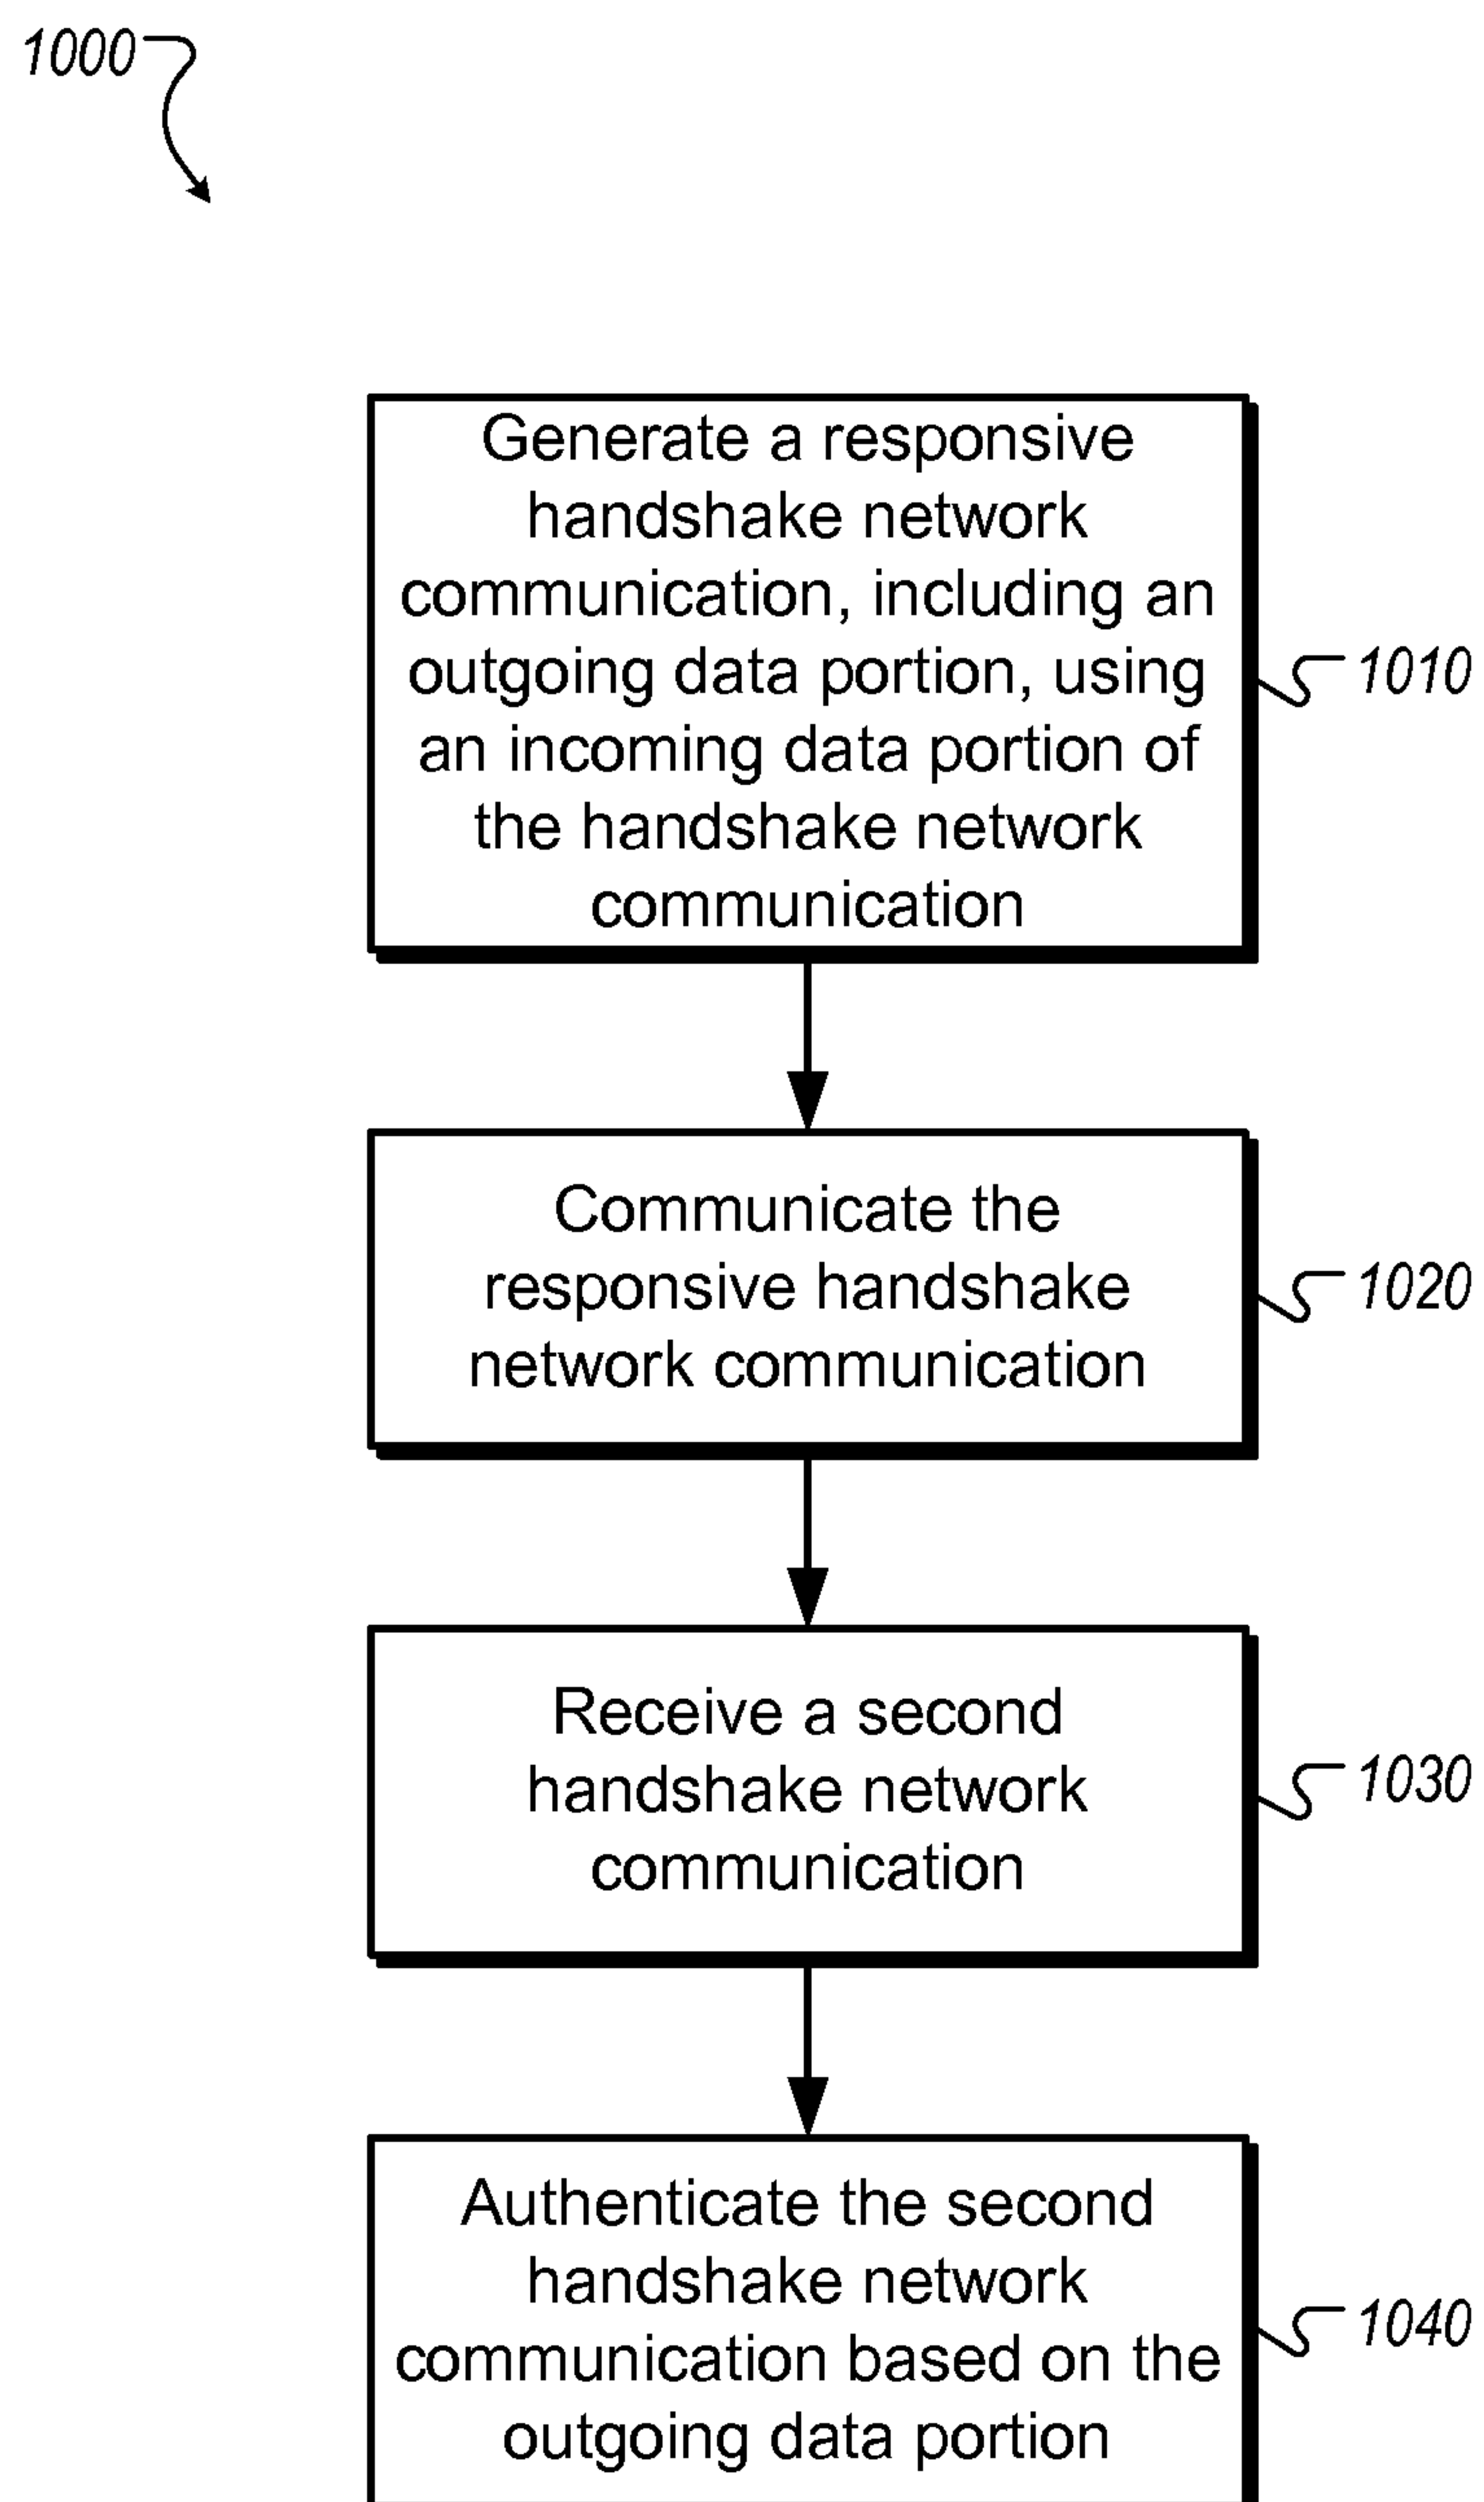 1000
Generate a responsive
handshake network
communication, including an
outgoing data portion, using
an incoming data portion of
the handshake network
communication
1010
Communicate the
responsive handshake
network communication
1020
Receive a second
handshake network
communication
1030
Authenticate the second
handshake network
communication based on the
outgoing data portion
1040